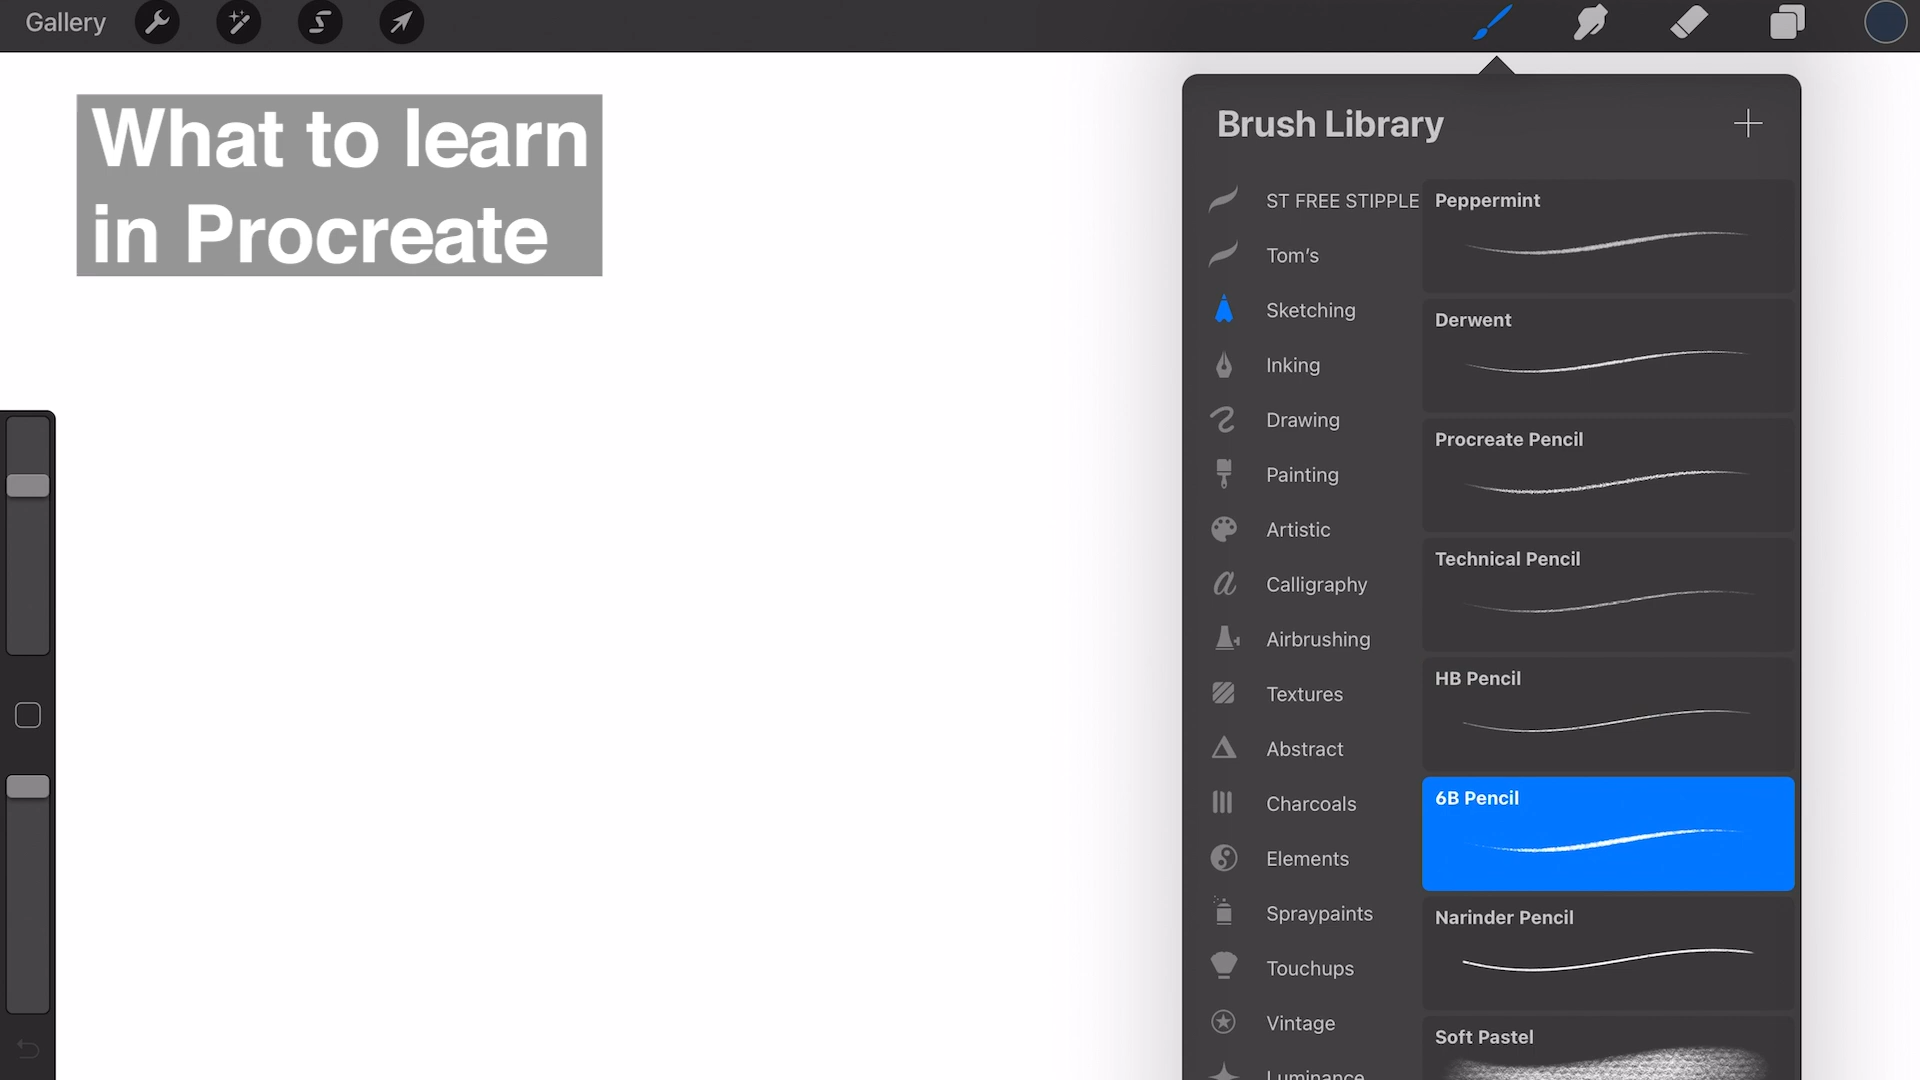 Gallery
What to learn
in Procreate
Brush Library
ST FREE STIPPLE
Tom’s
Sketching
Inking
Drawing
Painting
Artistic
Calligraphy
Airbrushing
Textures
Abstract
Charcoals
Elements
Spraypaints
Touchups
Vintage
Luminance
Peppermint
Derwent
Procreate Pencil
Technical Pencil
HB Pencil
6B Pencil
Narinder Pencil
Soft Pastel